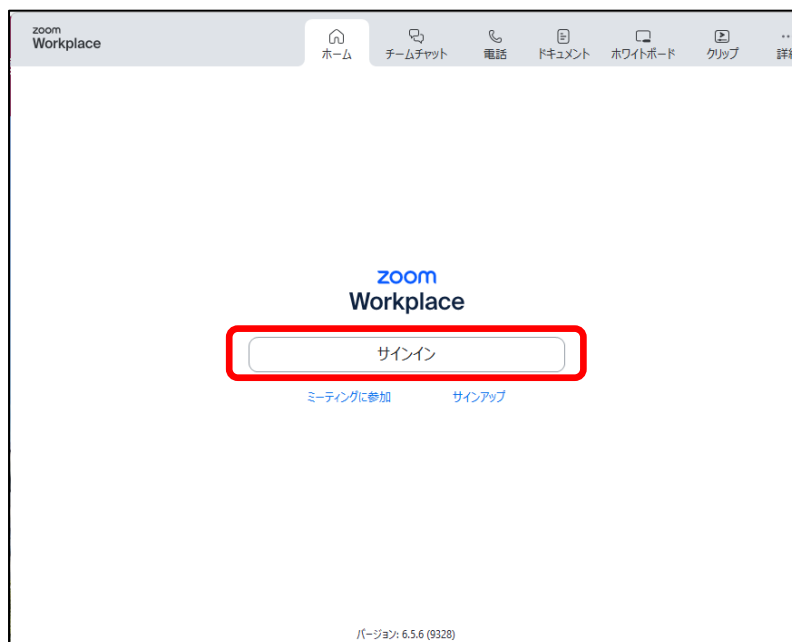 zoom
Workplace
ホーム
チームチャット
電話
ドキュメント
ホワイトボード
クリップ
zoom
Workplace
サインイン
ミーティングに参加
サインアップ
バージョン: 6.5.6 (9328)